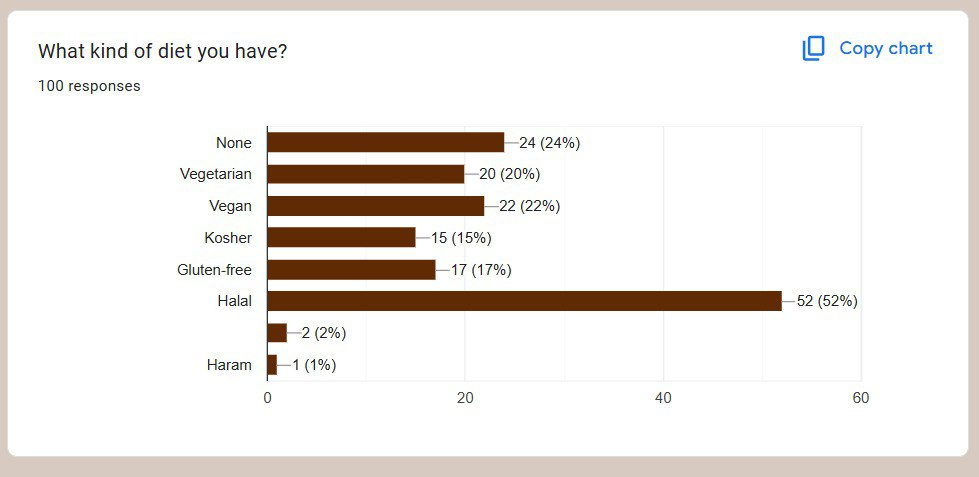 What kind of diet you have?
Copy chart
100 responses
None 24 (24%)
Vegetarian 20 (20%)
Vegan 22 (22%)
Kosher 15 (15%)
Gluten-free 17 (17%)
Halal 52 (52%)
2 (2%)
Haram 1 (1%)
0 20 40 60